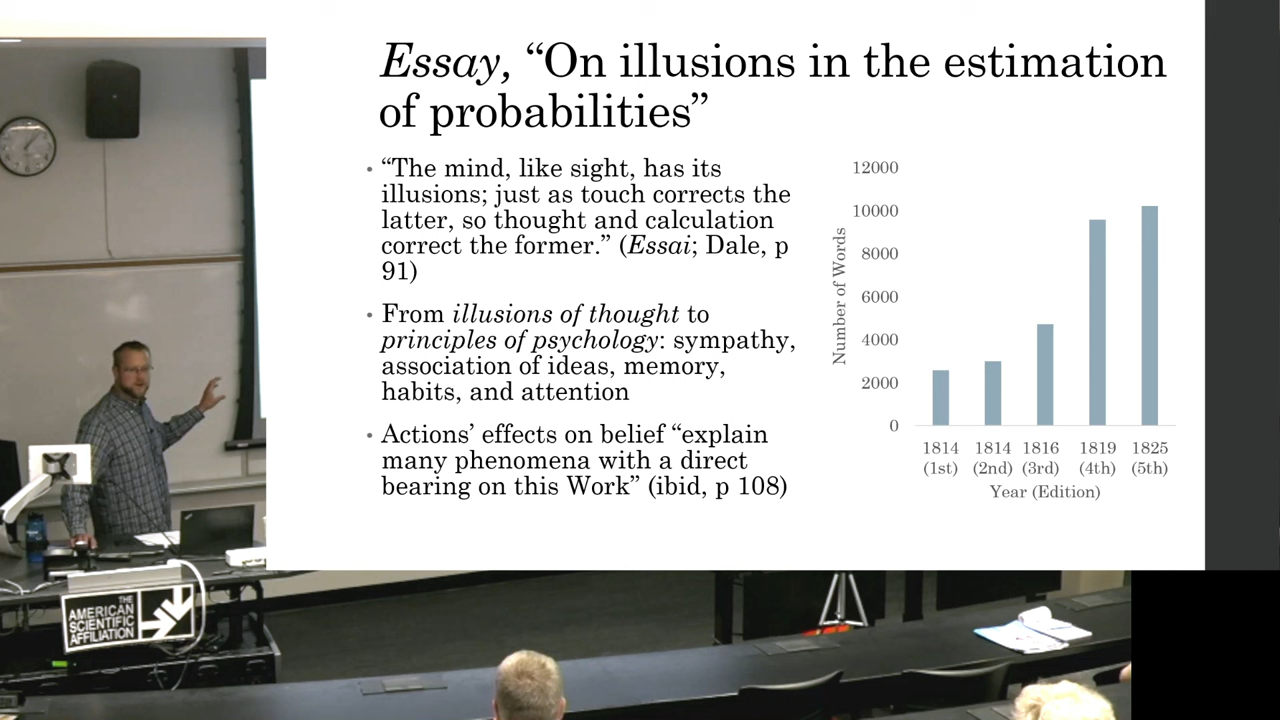 Essay, “On illusions in the estimation
of probabilities”
• “The mind, like sight, has its
illusions; just as touch corrects the
latter, so thought and calculation
correct the former.” (Essai; Dale, p
91)
• From illusions of thought to
principles of psychology: sympathy,
association of ideas, memory,
habits, and attention
• Actions’ effects on belief “explain
many phenomena with a direct
bearing on this Work” (ibid, p 108)
Number of Words
12000
10000
8000
6000
4000
2000
0
1814 1814 1816 1819 1825
(1st) (2nd) (3rd) (4th) (5th)
Year (Edition)
THE
AMERICAN
SCIENTIFIC
AFFILIATION